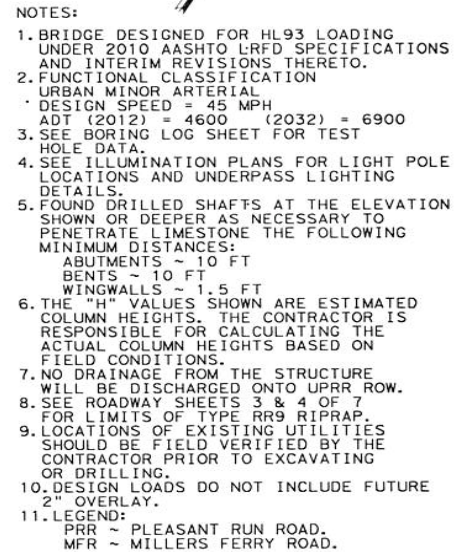 NOTES:
1. BRIDGE DESIGNED FOR HL93 LOADING
UNDER 2010 AASHTO LRFD SPECIFICATIONS
AND INTERIM REVISIONS THERETO.
2. FUNCTIONAL CLASSIFICATION
URBAN MINOR ARTERIAL
DESIGN SPEED = 45 MPH
ADT (2012) = 4600 (2032) = 6900
3. SEE BORING LOG SHEET FOR TEST
HOLE DATA.
4. SEE ILLUMINATION PLANS FOR LIGHT POLE
LOCATIONS AND UNDERPASS LIGHTING
DETAILS.
5. FOUND DRILLED SHAFTS AT THE ELEVATION
SHOWN OR DEEPER AS NECESSARY TO
PENETRATE LIMESTONE THE FOLLOWING
MINIMUM DISTANCES:
ABUTMENTS ~ 10 FT
BENTS ~ 10 FT
WINGWALLS ~ 1.5 FT
6. THE "H" VALUES SHOWN ARE ESTIMATED
COLUMN HEIGHTS. THE CONTRACTOR IS
RESPONSIBLE FOR CALCULATING THE
ACTUAL COLUMN HEIGHTS BASED ON
FIELD CONDITIONS.
7. NO DRAINAGE FROM THE STRUCTURE
WILL BE DISCHARGED ONTO UPRR ROW.
8. SEE ROADWAY SHEETS 3 & 4 OF 7
FOR LIMITS OF TYPE RR9 RIPRAP.
9. LOCATIONS OF EXISTING UTILITIES
SHOULD BE FIELD VERIFIED BY THE
CONTRACTOR PRIOR TO EXCAVATING
OR DRILLING.
10. DESIGN LOADS DO NOT INCLUDE FUTURE
2" OVERLAY.
11. LEGEND:
PRR ~ PLEASANT RUN ROAD.
MFR ~ MILLERS FERRY ROAD.